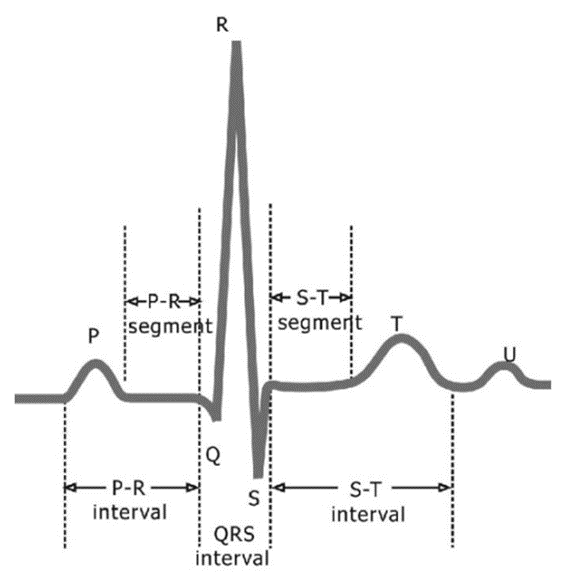 R
P-R
segment
S-T
segment
P
T
U
Q
S
P-R
interval
S-T
interval
QRS
interval